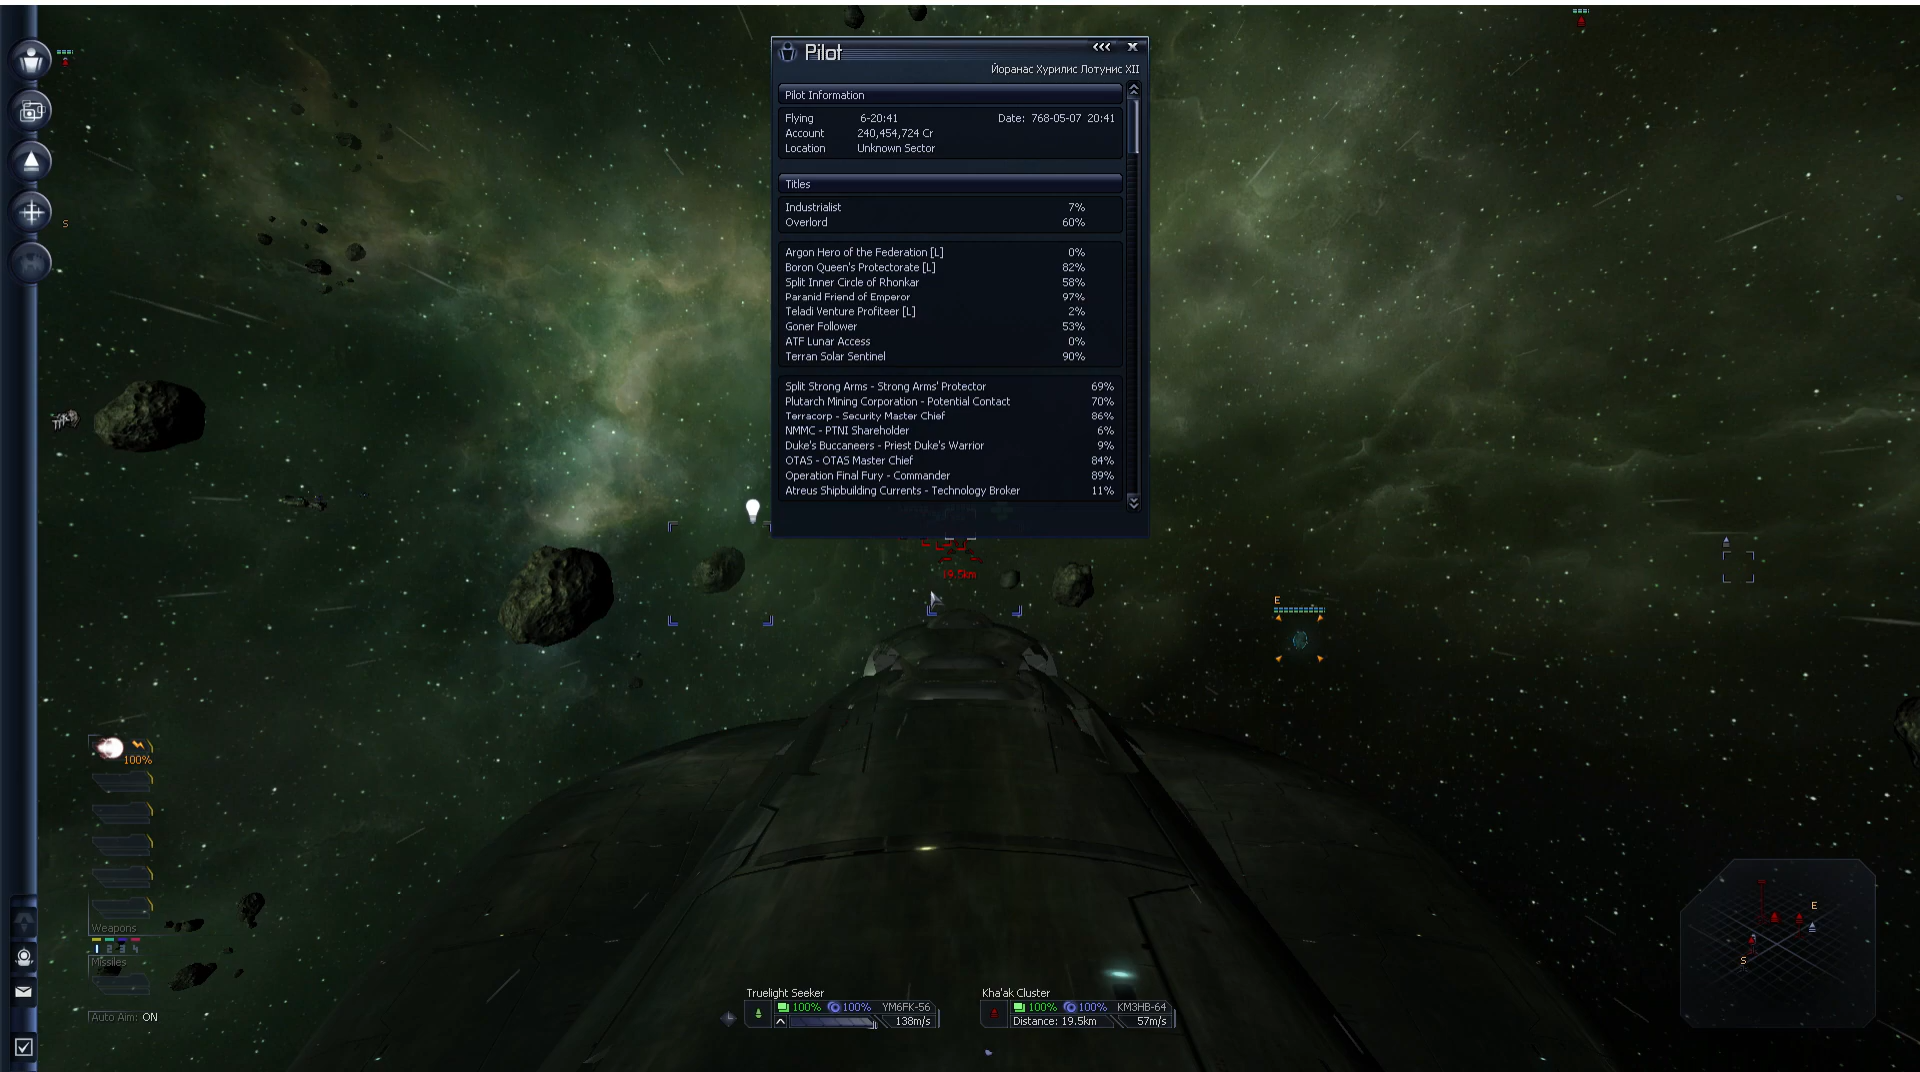 Pilot
Йоранас Хурилис Лотунис XII
Pilot Information
Flying 6-20:41 Date: 768-05-07 20:41
Account 240,454,724 Cr
Location Unknown Sector
Titles
Industrialist 7%
Overlord 60%
Argon Hero of the Federation [L] 0%
Boron Queen's Protectorate [L] 82%
Split Inner Circle of Rhonkar 58%
Paranid Friend of Emperor 97%
Teladi Venture Profiteer [L] 2%
Goner Follower 53%
ATF Lunar Access 0%
Terran Solar Sentinel 90%
Split Strong Arms - Strong Arms' Protector 69%
Plutarch Mining Corporation - Potential Contact 70%
Terracorp - Security Master Chief 86%
NMMC - PTNI Shareholder 6%
Duke's Buccaneers - Priest Duke's Warrior 9%
OTAS - OTAS Master Chief 84%
Operation Final Fury - Commander 89%
Atreus Shipbuilding Currents - Technology Broker 11%
S
19.5km
E
100%
Weapons
1 2 3 4
Missiles
Auto Aim: ON
Truelight Seeker
100% 100% YM6FK-56
138m/s
Kha'ak Cluster
100% 100% KM3HB-64
Distance: 19.5km 57m/s
E
S